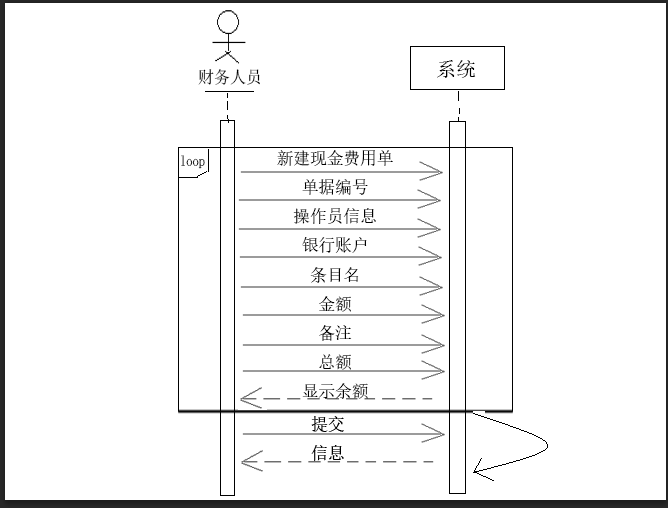 财务人员
系统
loop
新建现金费用单
单据编号
操作员信息
银行账户
条目名
金额
备注
总额
显示余额
提交
信息